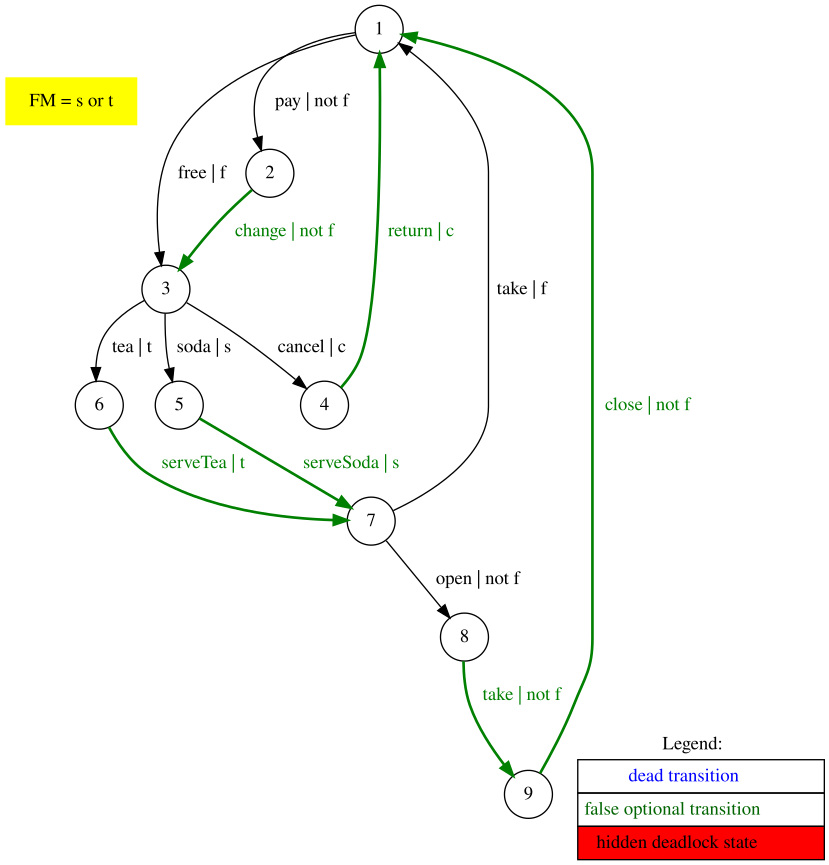 1
FM = s or t
pay | not f
free | f
2
change | not f
return | c
3
take | f
tea | t
soda | s
cancel | c
6
5
4
close | not f
serveTea | t
serveSoda | s
7
open | not f
8
take | not f
Legend:
dead transition
9
false optional transition
hidden deadlock state